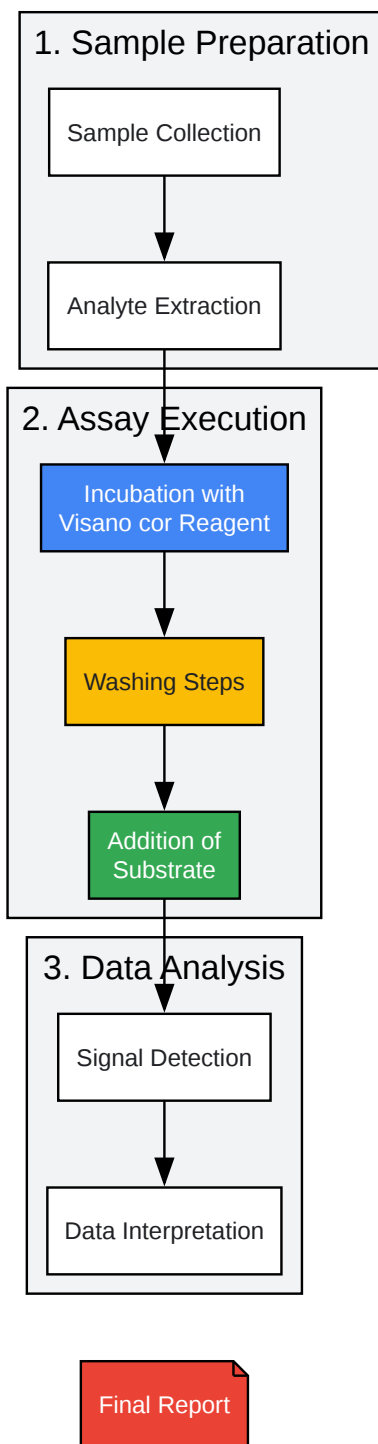 1. Sample Preparation
Sample Collection
Analyte Extraction
2. Assay Execution
Incubation with
Visano cor Reagent
Washing Steps
Addition of
Substrate
3. Data Analysis
Signal Detection
Data Interpretation
Final Report